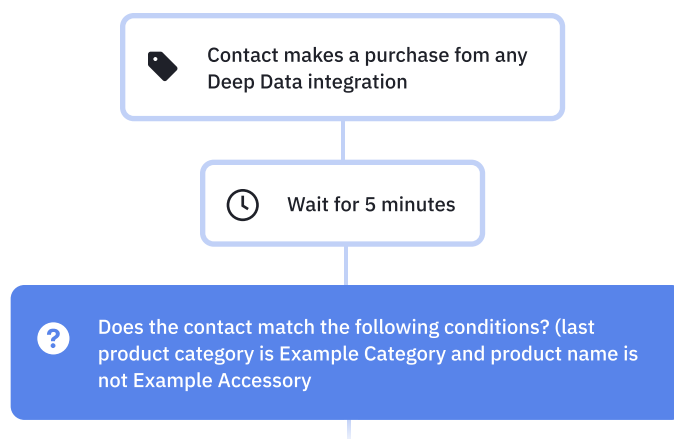 Contact makes a purchase fom any
Deep Data integration
Wait for 5 minutes
Does the contact match the following conditions? (last
product category is Example Category and product name is
not Example Accessory